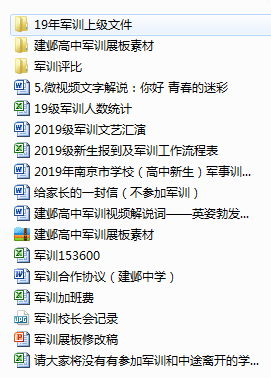 19年军训上级文件
建邺高中军训展板素材
军训评比
5.微视频文字解说：你好 青春的迷彩
19级军训人数统计
2019级军训文艺汇演
2019级新生报到及军训工作流程表
2019年南京市学校（高中新生）军事训...
给家长的一封信（不参加军训）
建邺高中军训视频解说词——英姿勃发...
建邺高中军训展板素材
军训153600
军训合作协议（建邺中学）
军训加班费
军训校长会记录
军训展板修改稿
请大家将没有有参加军训和中途离开的学...